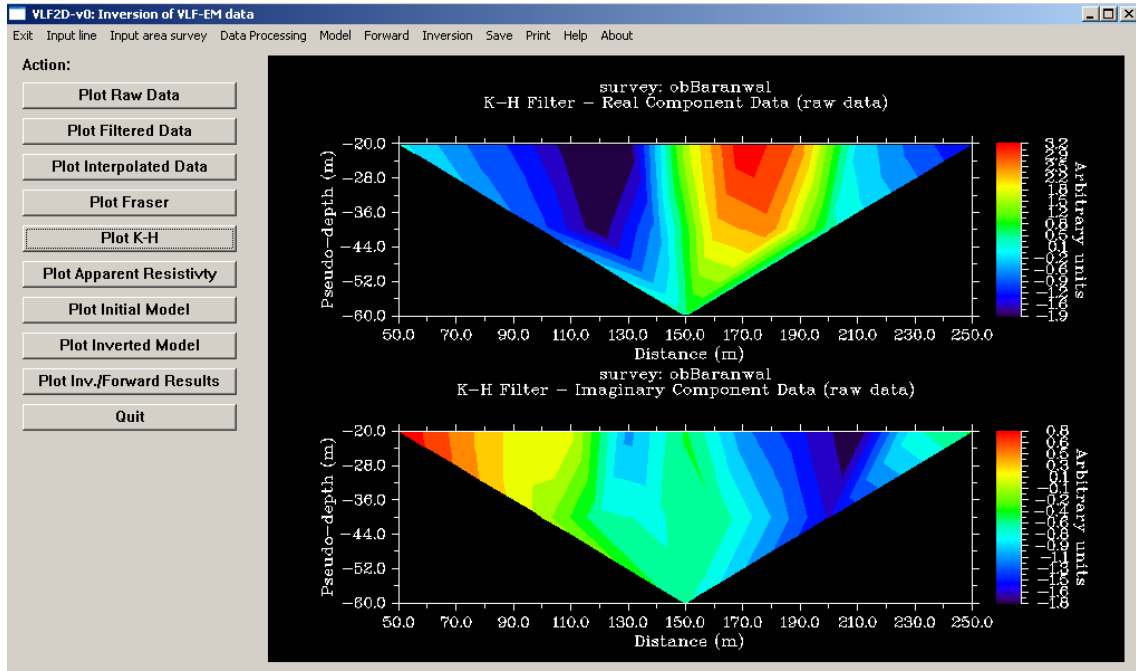 VLF2D-v0: Inversion of VLF-EM data
Exit Input line Input area survey Data Processing Model Forward Inversion Save Print Help About
Action:
Plot Raw Data
Plot Filtered Data
Plot Interpolated Data
Plot Fraser
Plot K-H
Plot Apparent Resistivty
Plot Initial Model
Plot Inverted Model
Plot Inv./Forward Results
Quit
survey: obBaranwal
K-H Filter - Real Component Data (raw data)
Pseudo-depth (m)
-20.0
-28.0
-36.0
-44.0
-52.0
-60.0
50.0 70.0 90.0 110.0 130.0 150.0 170.0 190.0 210.0 230.0 250.0
Distance (m)
3.2
2.9
2.2
0.8
0.1
-0.6
-0.9
-1.2
-1.6
-1.9
Arbitrary units
survey: obBaranwal
K-H Filter - Imaginary Component Data (raw data)
Pseudo-depth (m)
-20.0
-28.0
-36.0
-44.0
-52.0
-60.0
50.0 70.0 90.0 110.0 130.0 150.0 170.0 190.0 210.0 230.0 250.0
Distance (m)
0.8
0.6
0.5
0.3
-0.1
-0.2
-0.6
-0.9
-1.1
-1.8
Arbitrary units